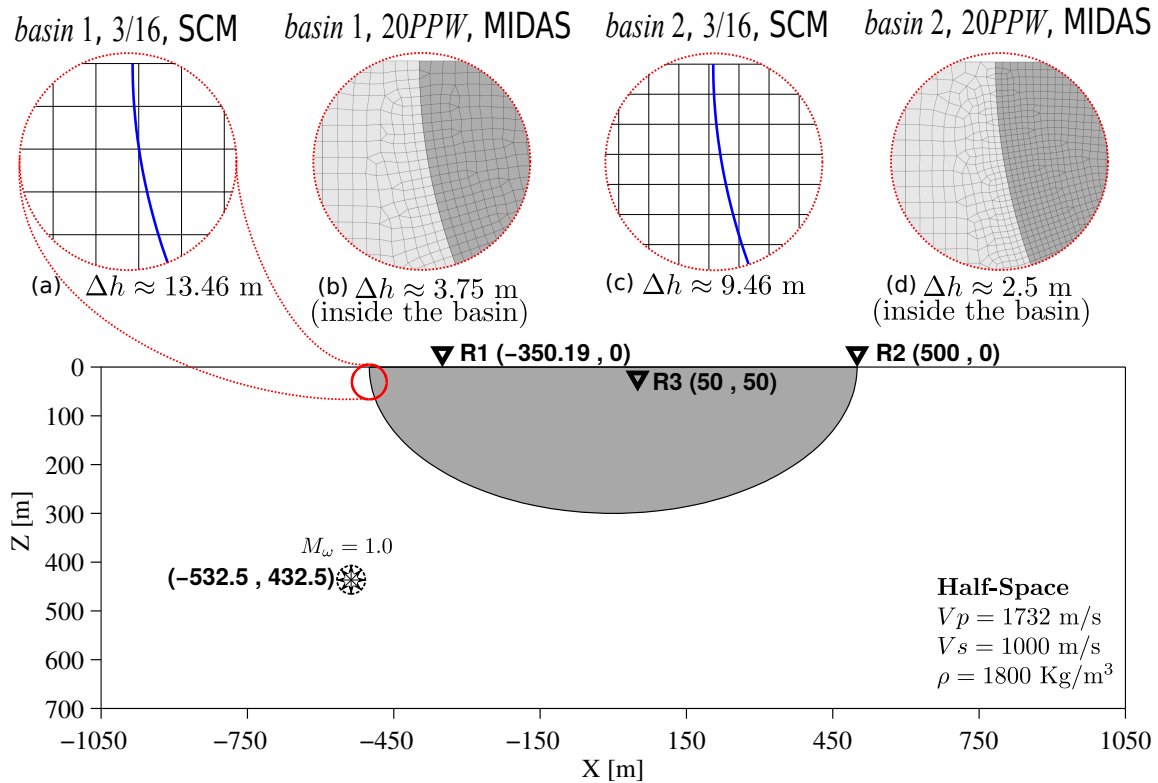 basin 1, 3/16, SCM
basin 1, 20PPW, MIDAS
basin 2, 3/16, SCM
basin 2, 20PPW, MIDAS
(a) Δh ≈ 13.46 m
(b) Δh ≈ 3.75 m
(inside the basin)
(c) Δh ≈ 9.46 m
(d) Δh ≈ 2.5 m
(inside the basin)
R1 (−350.19 , 0)
R2 (500 , 0)
R3 (50 , 50)
0
100
200
300
400
500
600
700
Z [m]
Mω = 1.0
(−532.5 , 432.5)
Half-Space
Vp = 1732 m/s
Vs = 1000 m/s
ρ = 1800 Kg/m³
−1050
−750
−450
−150
150
450
750
1050
X [m]